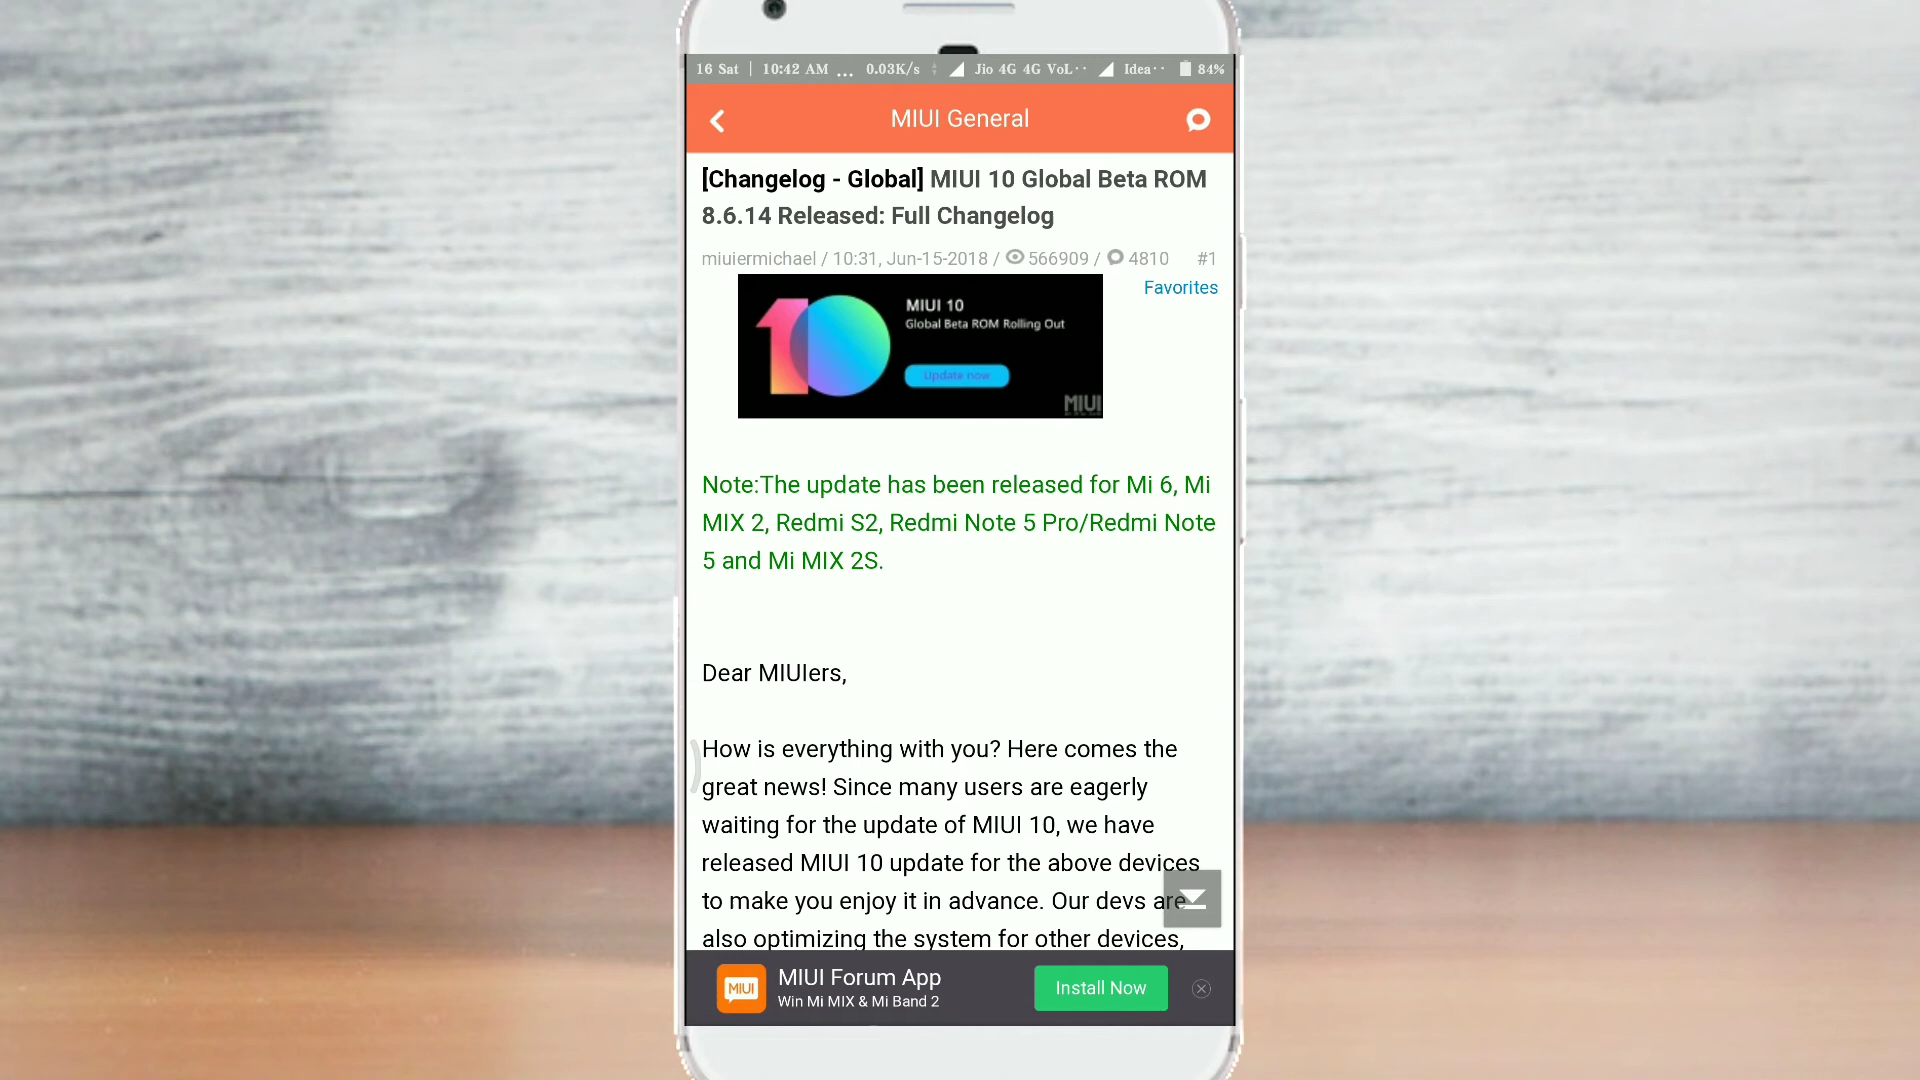 16 Sat | 10:42 AM ... 0.03K/s Jio 4G 4G VoL·· Idea·· 84%
MIUI General
[Changelog - Global] MIUI 10 Global Beta ROM
8.6.14 Released: Full Changelog
miuiermichael / 10:31, Jun-15-2018 / 566909 / 4810 #1
Favorites
10
MIUI 10
Global Beta ROM Rolling Out
Update now
MIUI
Note:The update has been released for Mi 6, Mi
MIX 2, Redmi S2, Redmi Note 5 Pro/Redmi Note
5 and Mi MIX 2S.
Dear MIUIers,
How is everything with you? Here comes the
great news! Since many users are eagerly
waiting for the update of MIUI 10, we have
released MIUI 10 update for the above devices
to make you enjoy it in advance. Our devs are
also optimizing the system for other devices,
MIUI
MIUI Forum App
Win Mi MIX & Mi Band 2
Install Now